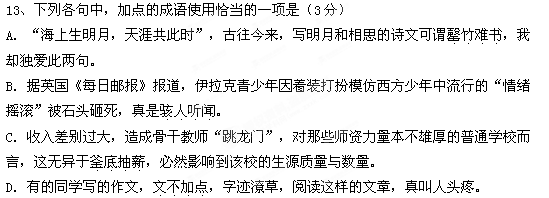 13、下列各句中，加点的成语使用恰当的一项是（3分）
A．“海上生明月，天涯共此时”，古往今来，写明月和相思的诗文可谓罄竹难书，我
却独爱此两句。
B．据英国《每日邮报》报道，伊拉克青少年因着装打扮模仿西方少年中流行的“情绪
摇滚”被石头砸死，真是骇人听闻。
C．收入差别过大，造成骨干教师“跳龙门”，对那些师资力量本不雄厚的普通学校而
言，这无异于釜底抽薪，必然影响到该校的生源质量与数量。
D．有的同学写的作文，文不加点，字迹潦草，阅读这样的文章，真叫人头疼。